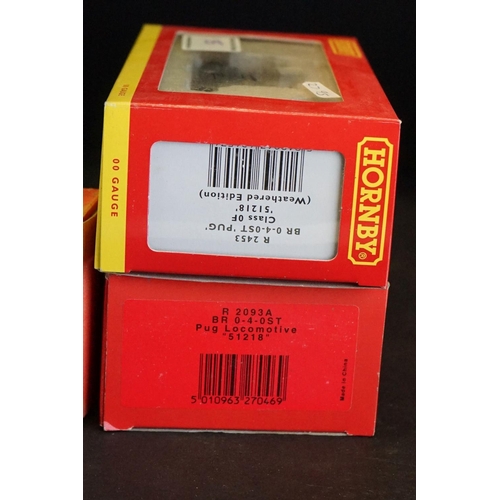 HORNBY®
00 GAUGE
R 2453
BR 0-4-0ST 'PUG'
Class 0F
'51218'
(Weathered Edition)
R 2093A
BR 0-4-0ST
Pug Locomotive
"51218"
5 010963 270469
Made in China